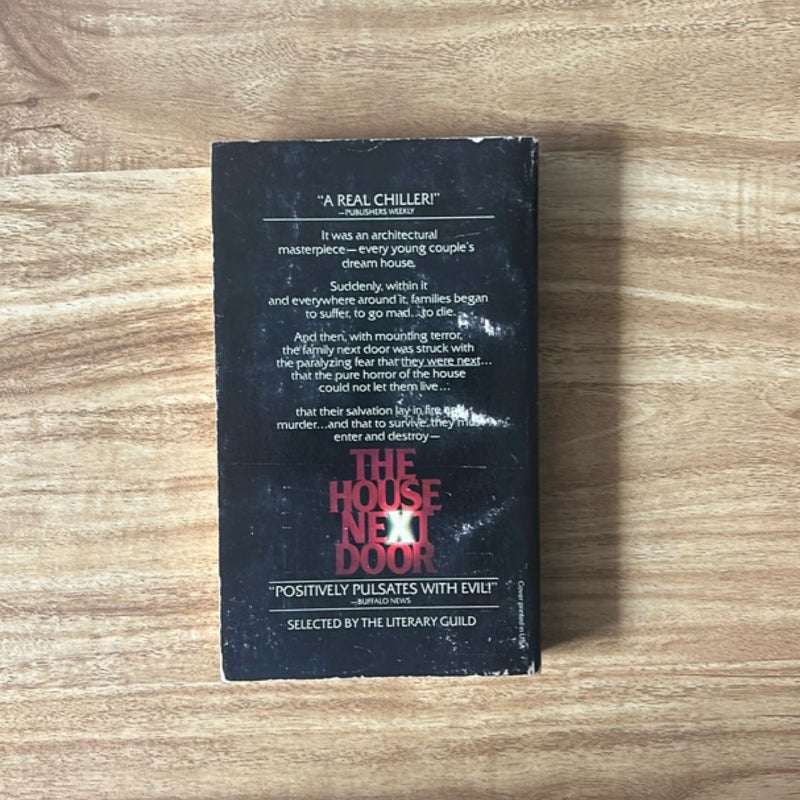 “A REAL CHILLER!”
—PUBLISHERS WEEKLY
It was an architectural
masterpiece—every young couple's
dream house.
Suddenly, within it
and everywhere around it, families began
to suffer, to go mad...to die.
And then, with mounting terror,
the family next door was struck with
the paralyzing fear that they were next...
that the pure horror of the house
could not let them live...
that their salvation lay in fire and
murder...and that to survive, they must
enter and destroy—
THE
HOUSE
NEXT
DOOR
“POSITIVELY PULSATES WITH EVIL!”
—BUFFALO NEWS
SELECTED BY THE LITERARY GUILD
Cover printed in USA